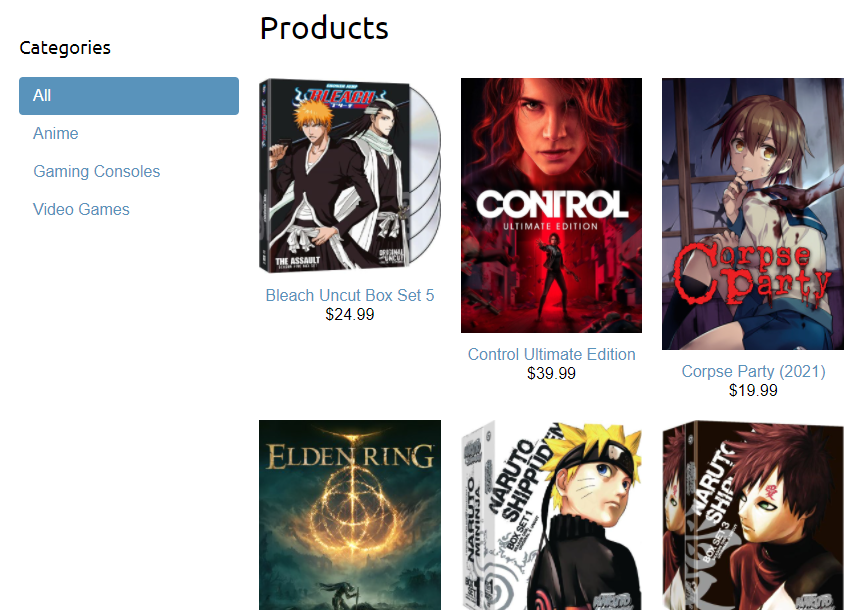 Products
Categories
All
Anime
Gaming Consoles
Video Games
BLEACH
THE ASSAULT
ORIGINAL
UNCUT
Bleach Uncut Box Set 5
$24.99
CONTROL
ULTIMATE EDITION
Control Ultimate Edition
$39.99
Corpse
party
Corpse Party (2021)
$19.99
ELDEN RING
NARUTO
SHIPPUDEN
BOX SET 1
NARUTO
BOX SET 3